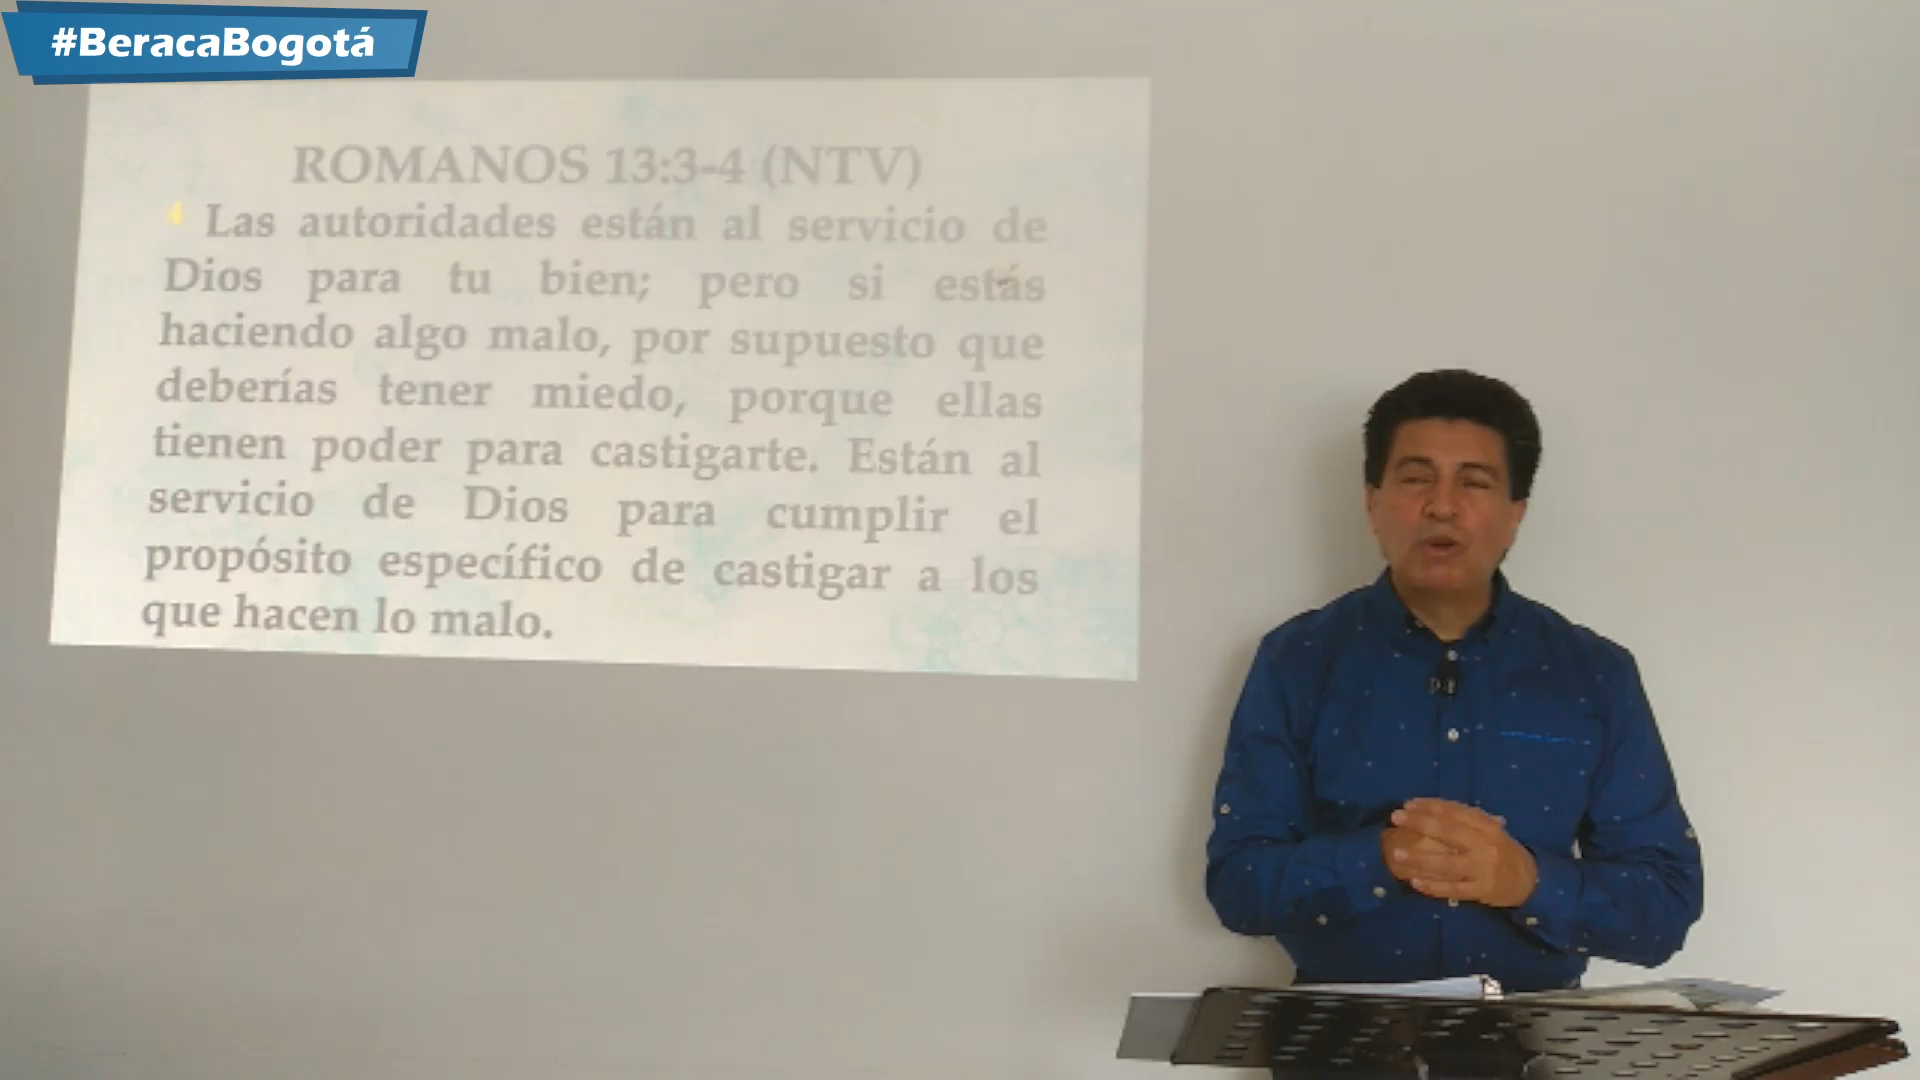 #BeracaBogotá
ROMANOS 13:3-4 (NTV)
Las autoridades están al servicio de
Dios para tu bien; pero si estás
haciendo algo malo, por supuesto que
deberías tener miedo, porque ellas
tienen poder para castigarte. Están al
servicio de Dios para cumplir el
propósito específico de castigar a los
que hacen lo malo.